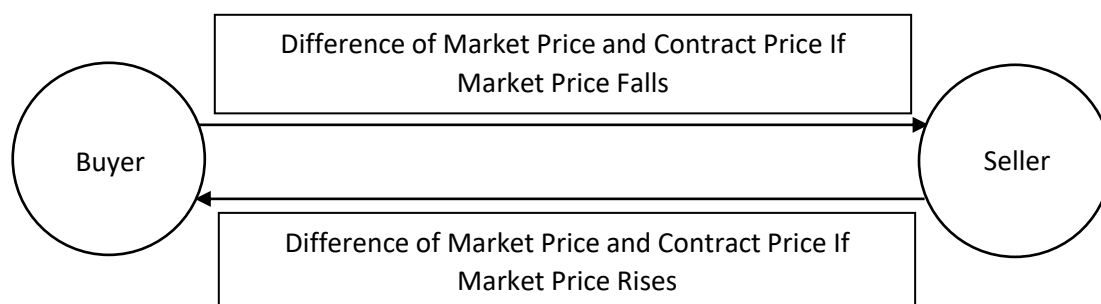 Difference of Market Price and Contract Price If
Market Price Falls
Buyer
Seller
Difference of Market Price and Contract Price If
Market Price Rises